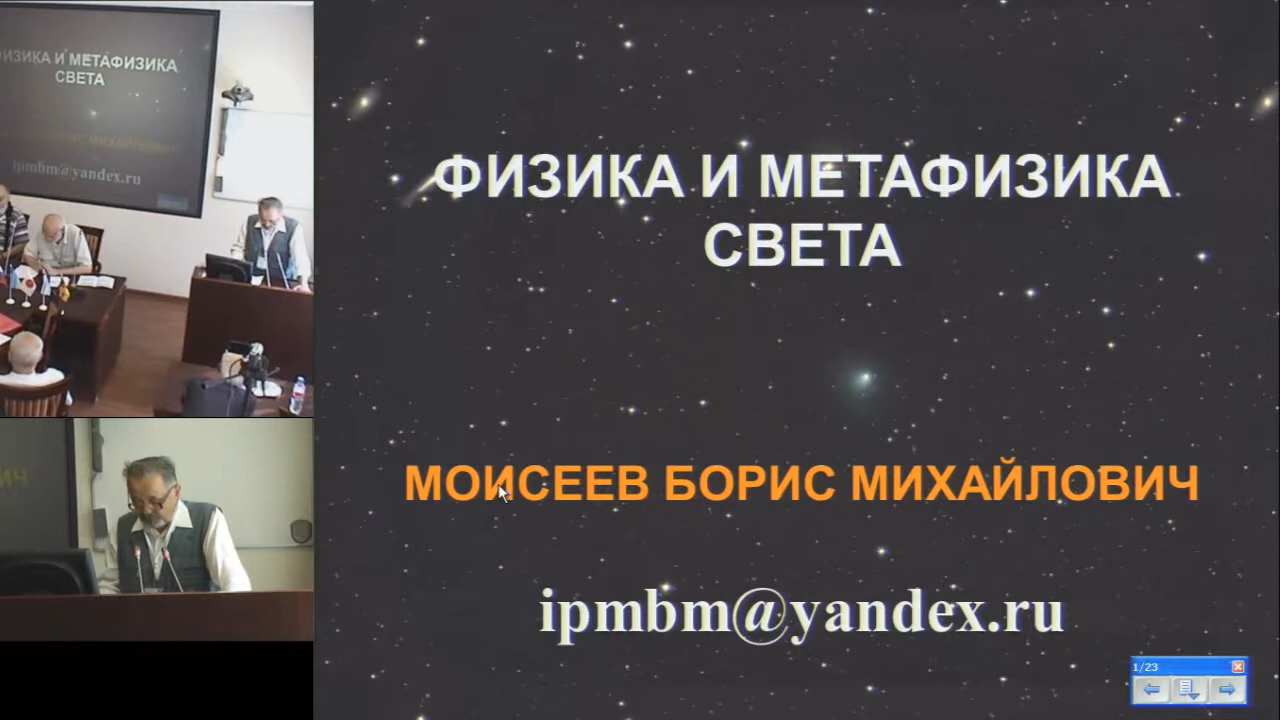 ФИЗИКА И МЕТАФИЗИКА
СВЕТА
ipmbm@yandex.ru
ФИЗИКА И МЕТАФИЗИКА
СВЕТА
МОИСЕЕВ БОРИС МИХАЙЛОВИЧ
ipmbm@yandex.ru
1/23